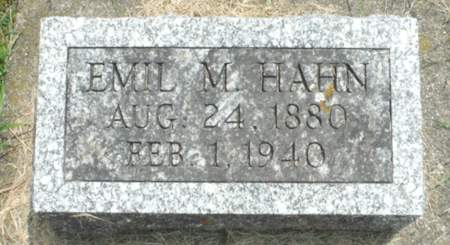 EMIL M. HAHN
AUG. 24, 1880
FEB. 1, 1940